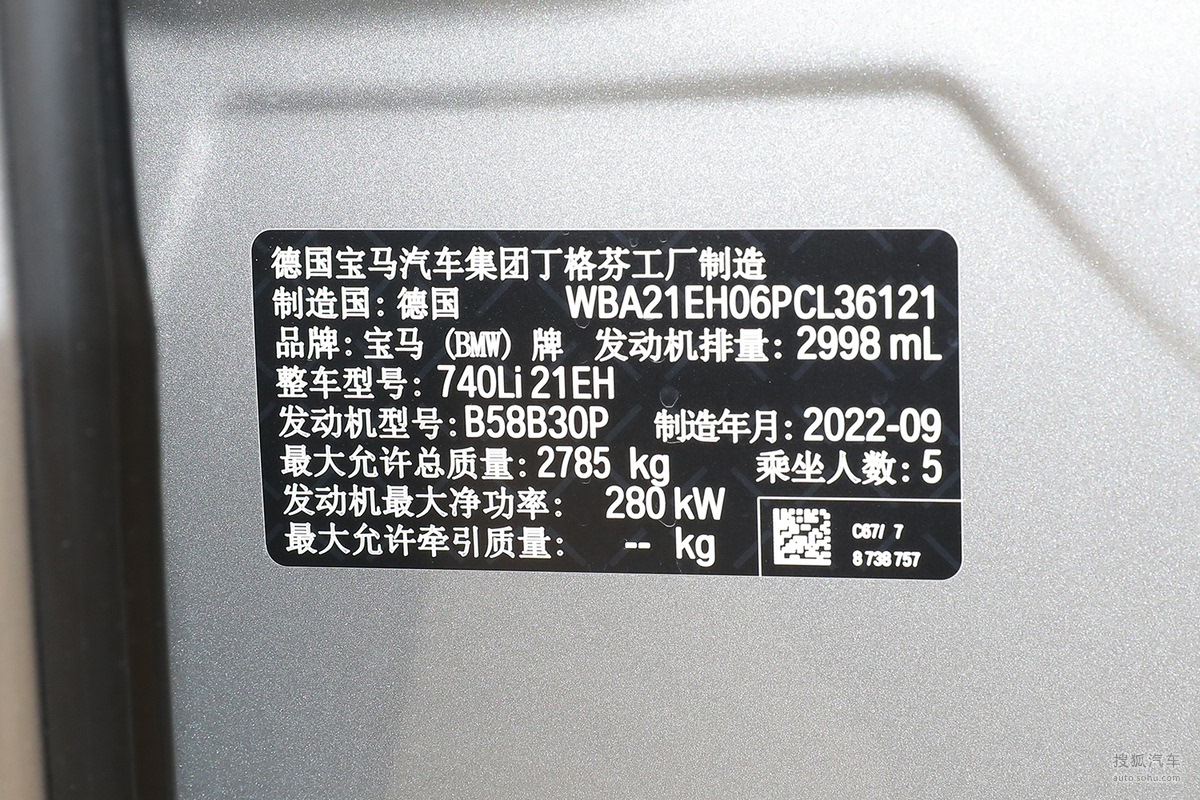 德国宝马汽车集团丁格芬工厂制造
制造国：德国 WBA21EH06PCL36121
品牌：宝马（BMW）牌 发动机排量：2998 mL
整车型号：740Li 21EH
发动机型号：B58B30P 制造年月：2022-09
最大允许总质量：2785 kg 乘坐人数：5
发动机最大净功率： 280 kW
最大允许牵引质量： -- kg
C67/ 7
8 738 757
搜狐汽车
auto.sohu.com